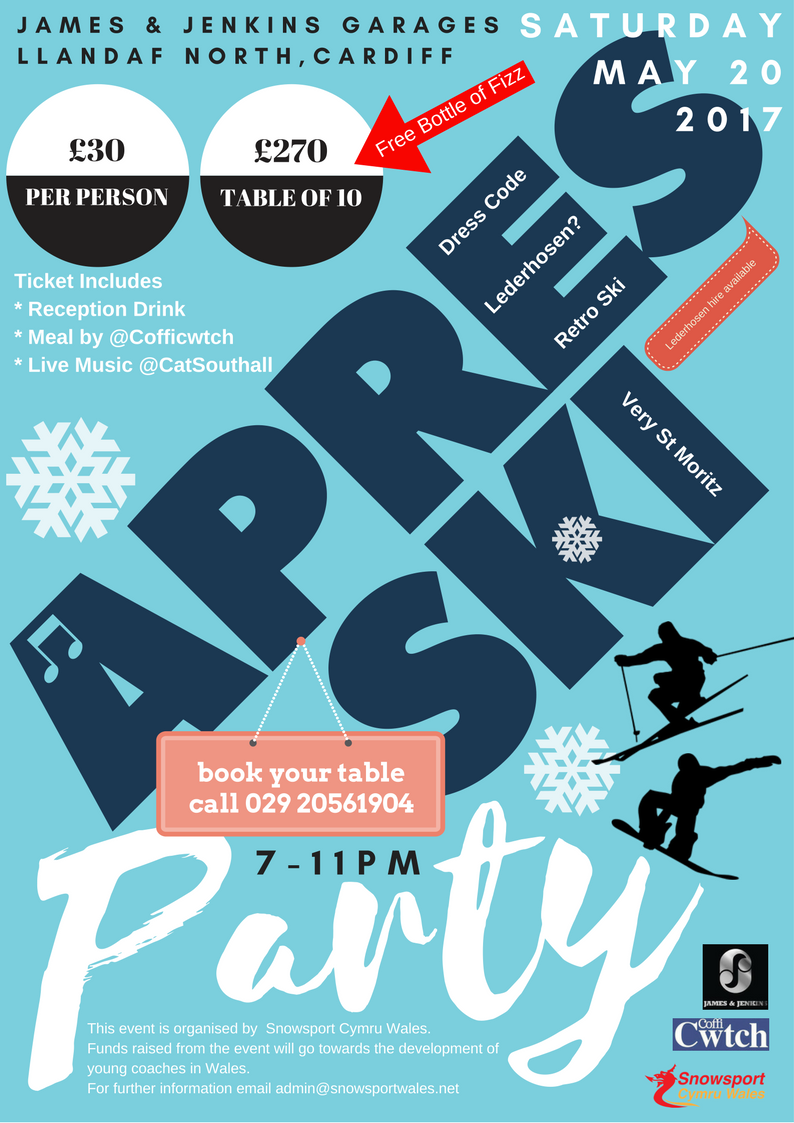 JAMES & JENKINS GARAGES
LLANDAF NORTH,CARDIFF
SATURDAY
MAY 20
2017
£30
PER PERSON
£270
TABLE OF 10
Free Bottle of Fizz
Ticket Includes
* Reception Drink
* Meal by @Cofficwtch
* Live Music @CatSouthall
APRES
Dress Code
Lederhosen?
Retro Ski
Lederhosen hire available
SKI
Very St Moritz
book your table
call 029 20561904
7-11PM
Party
This event is organised by  Snowsport Cymru Wales.
Funds raised from the event will go towards the development of
young coaches in Wales.
For further information email admin@snowsportwales.net
JAMES & JENKINS
Coffi
Cwtch
Snowsport
Cymru Wales